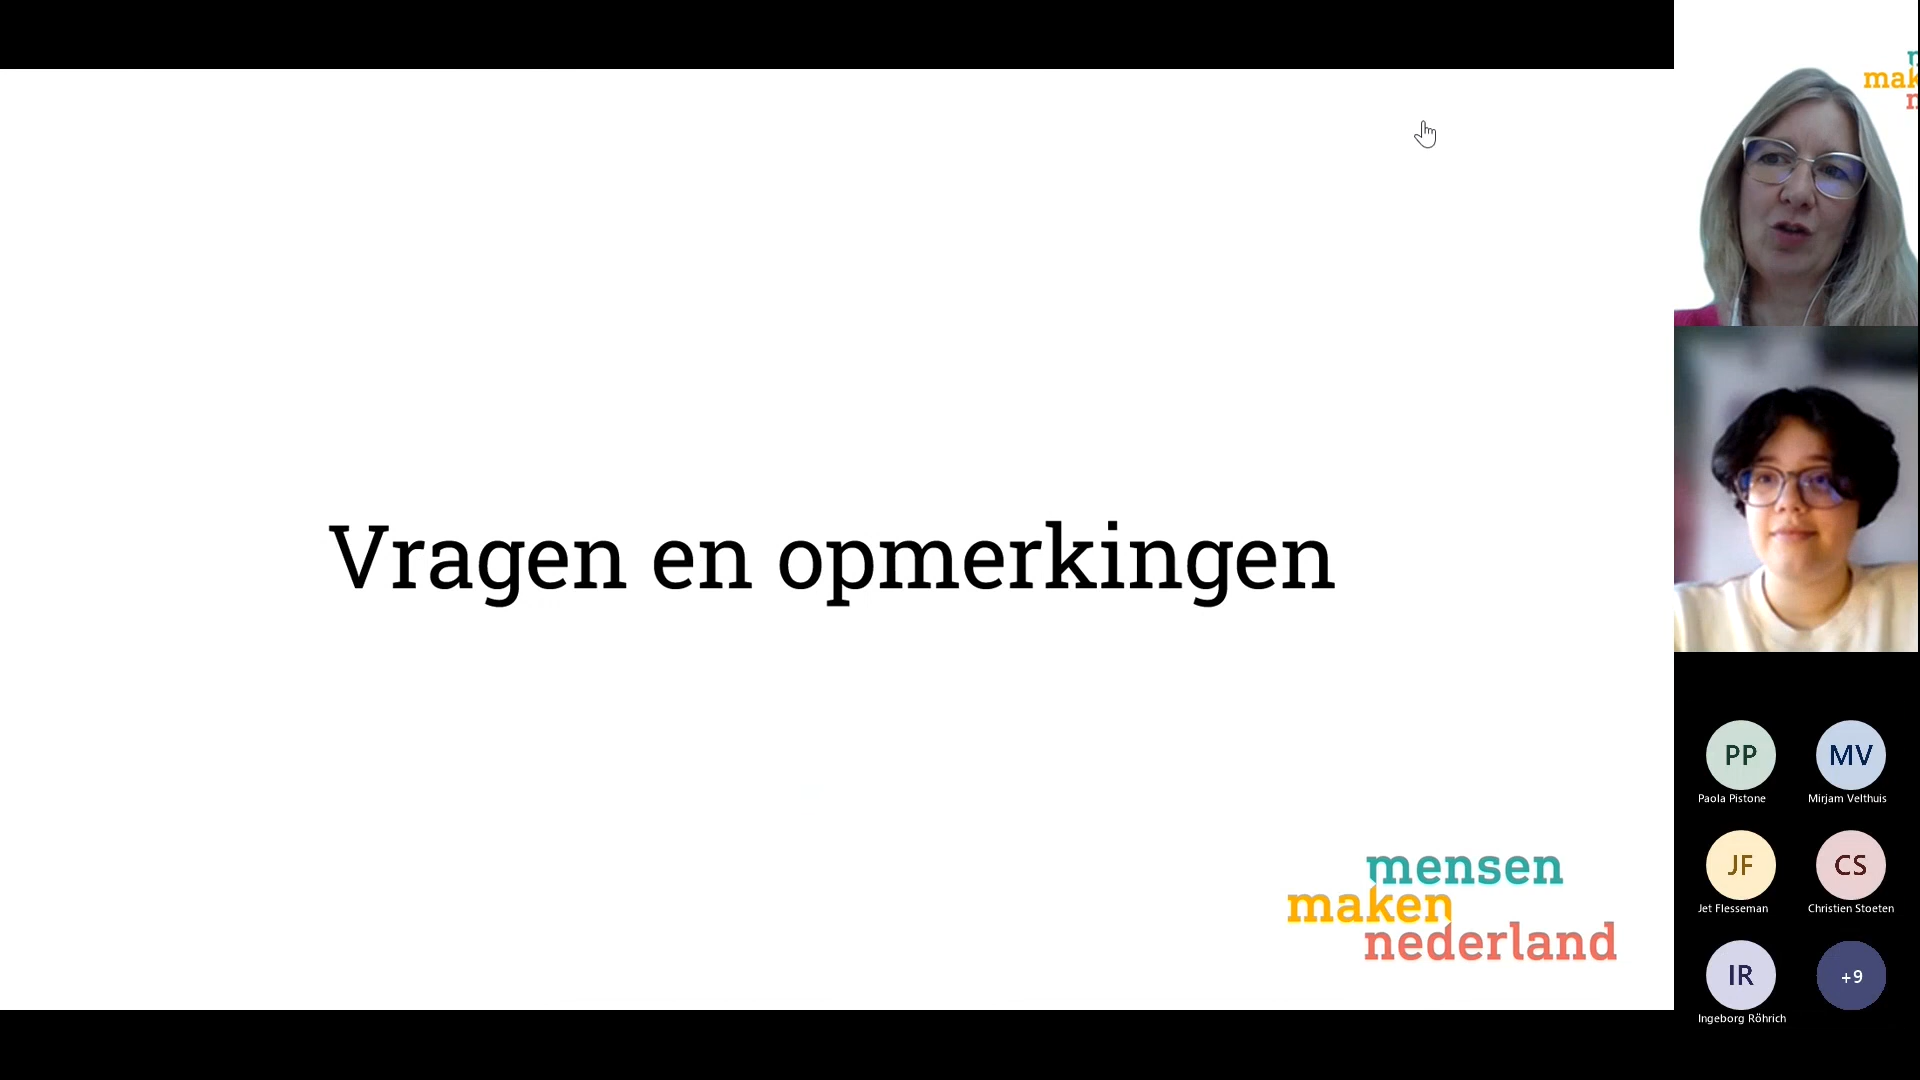 Vragen en opmerkingen
mensen
maken
nederland
mak
PP
Paola Pistone
MV
Mirjam Velthuis
JF
Jet Flesseman
CS
Christien Stoeten
IR
Ingeborg Röhrich
+9